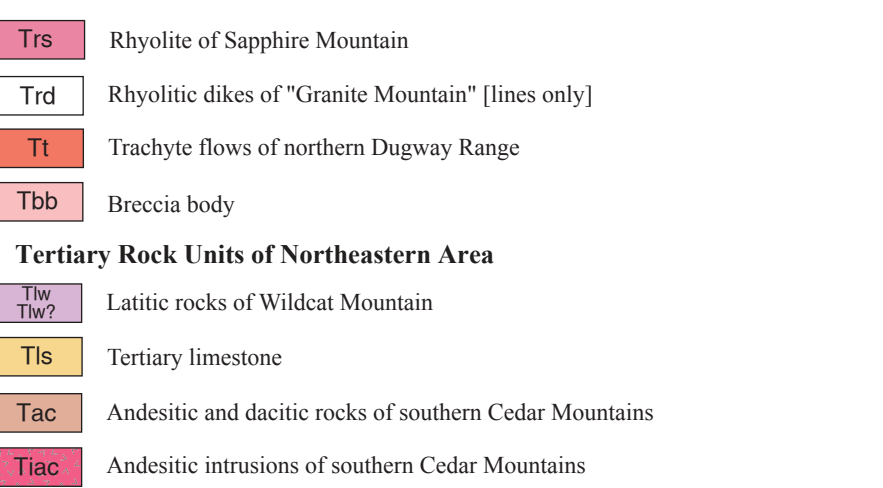 Trs Rhyolite of Sapphire Mountain
Trd Rhyolitic dikes of "Granite Mountain" [lines only]
Tt Trachyte flows of northern Dugway Range
Tbb Breccia body
Tertiary Rock Units of Northeastern Area
Tlw
Tlw? Latitic rocks of Wildcat Mountain
Tls Tertiary limestone
Tac Andesitic and dacitic rocks of southern Cedar Mountains
Tiac Andesitic intrusions of southern Cedar Mountains